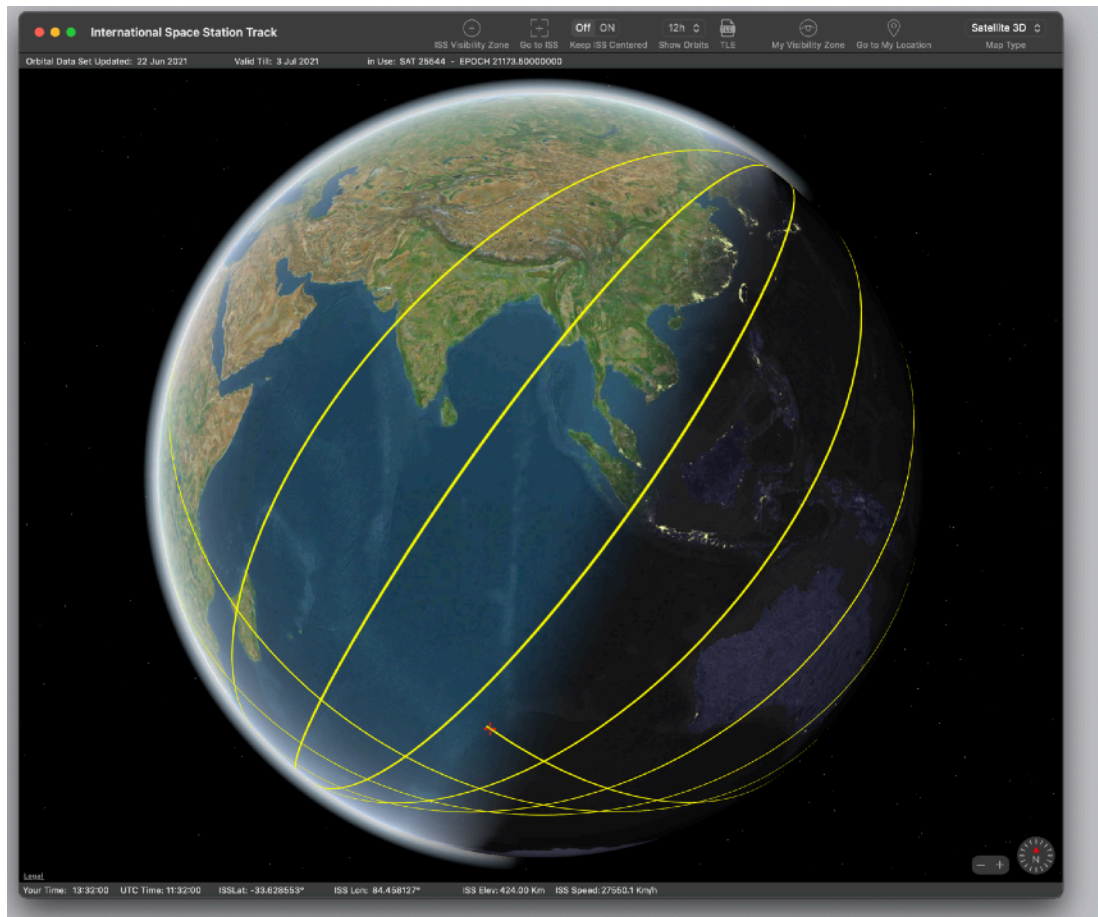 International Space Station Track
Off ON
12h
Satellite 3D
ISS Visibility Zone Go to ISS Keep ISS Centered Show Orbits TLE My Visibility Zone Go to My Location Map Type
Orbital Data Set Updated: 22 Jun 2021 Valid Till: 3 Jul 2021 in Use: SAT 25544 - EPOCH 21173.50000000
N
Legal
Your Time: 13:32:00 UTC Time: 11:32:00 ISSLat: -33.628553° ISS Lon: 84.458127° ISS Elev: 424.00 Km ISS Speed: 27550.1 Km/h